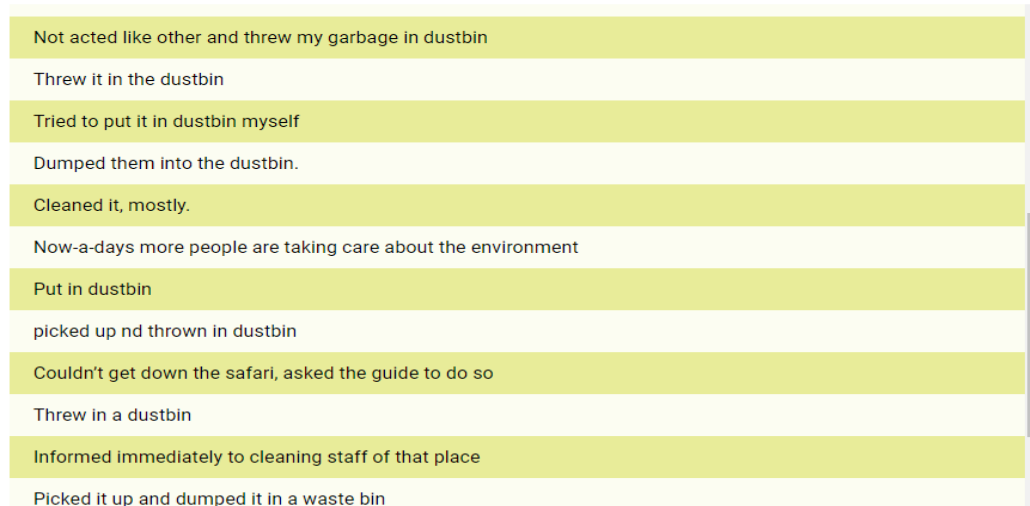 Not acted like other and threw my garbage in dustbin
Threw it in the dustbin
Tried to put it in dustbin myself
Dumped them into the dustbin.
Cleaned it, mostly.
Now-a-days more people are taking care about the environment
Put in dustbin
picked up nd thrown in dustbin
Couldn't get down the safari, asked the guide to do so
Threw in a dustbin
Informed immediately to cleaning staff of that place
Picked it up and dumped it in a waste bin